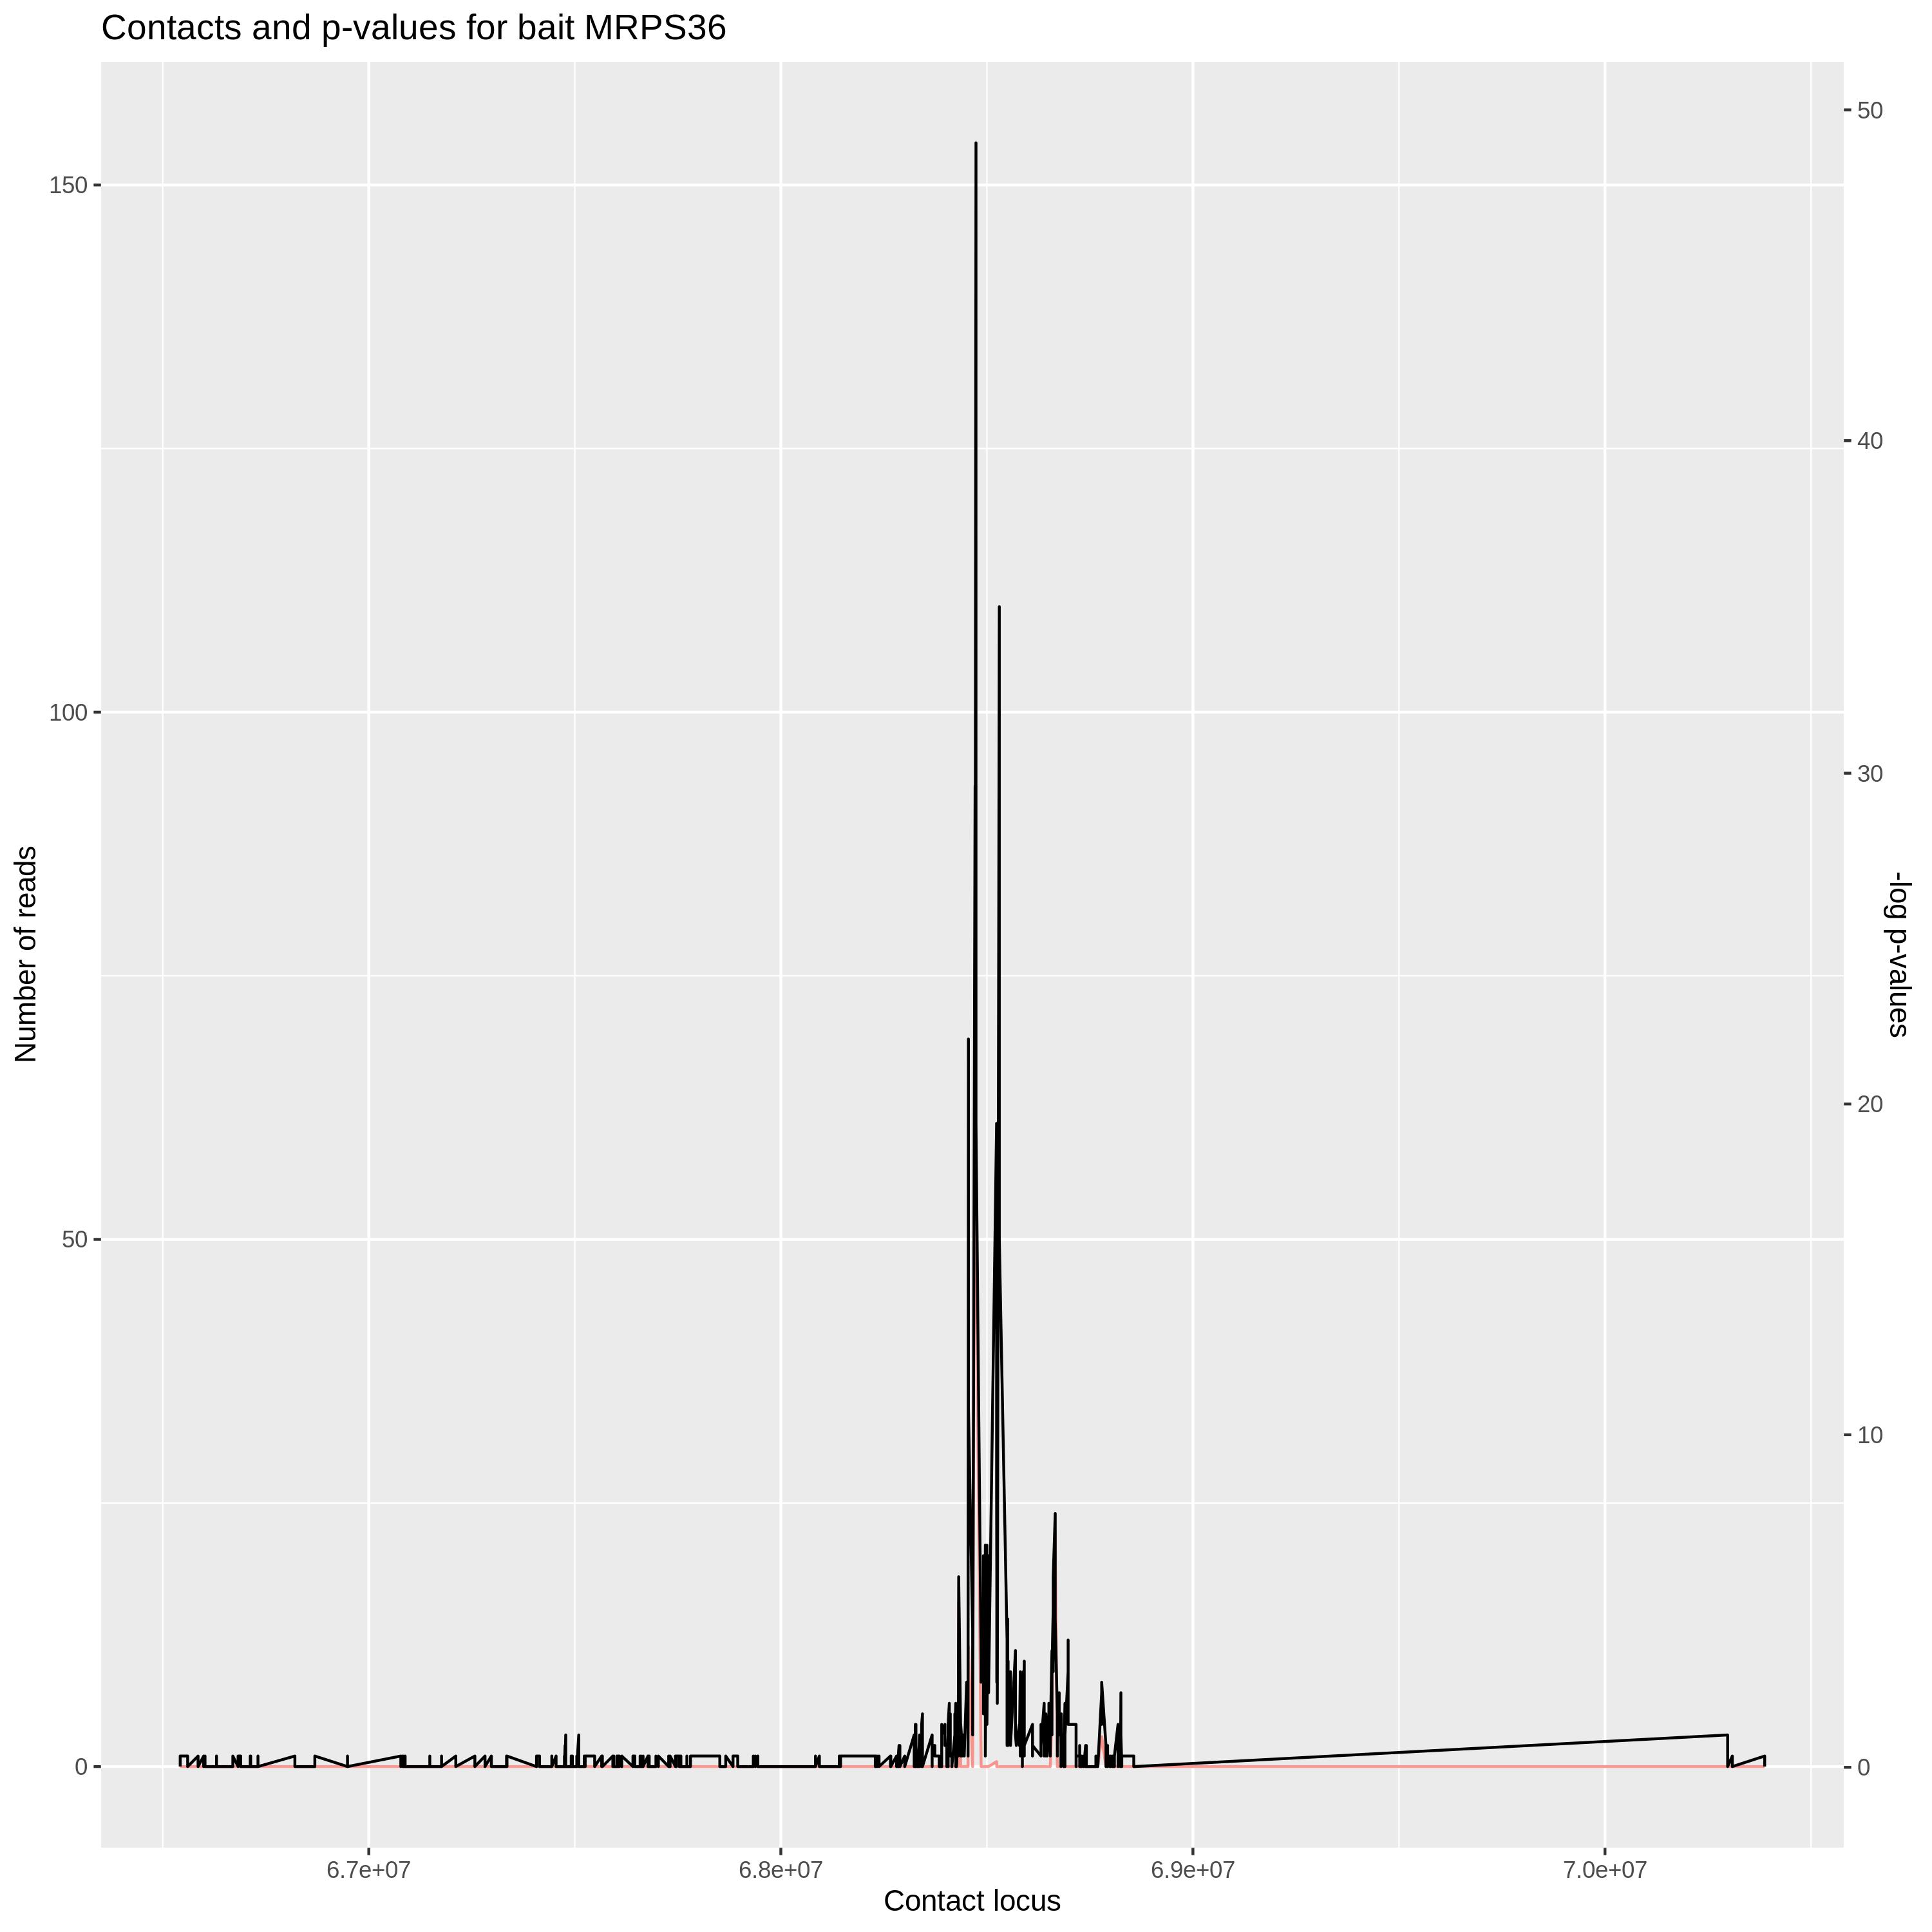 Contacts and p-values for bait MRPS36
150
100
50
0
Number of reads
50
40
30
20
10
0
-log p-values
6.7e+07
6.8e+07
6.9e+07
7.0e+07
Contact locus